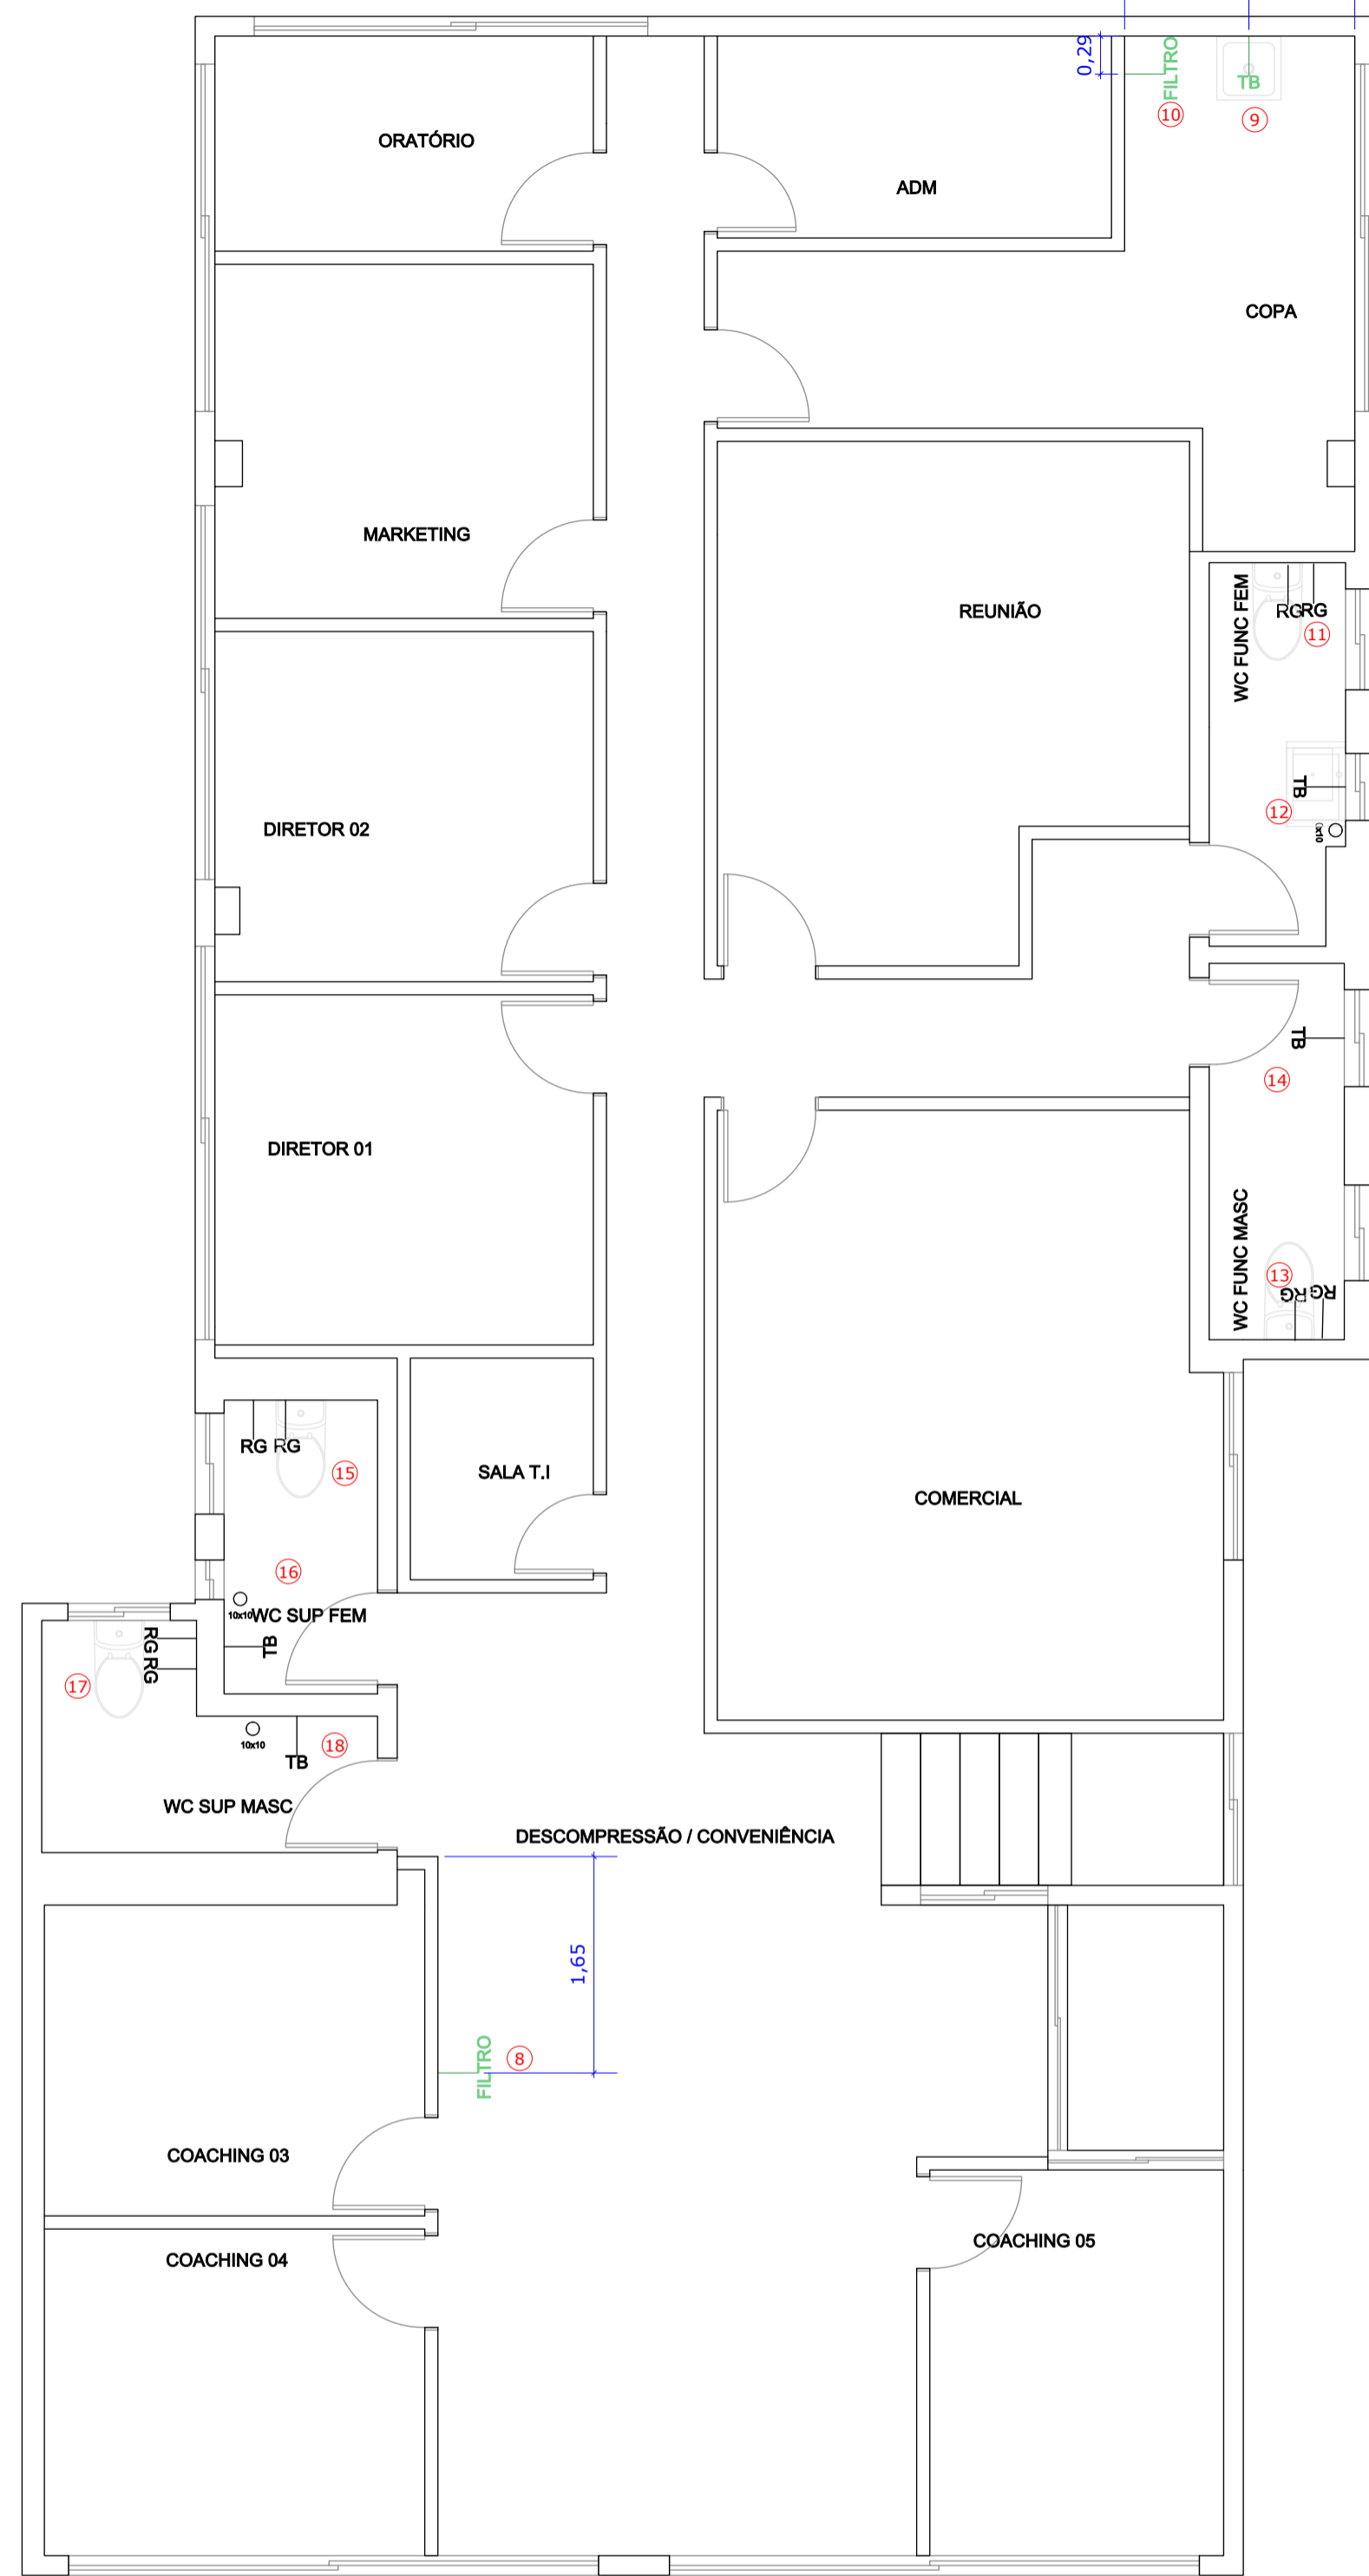 0,29
FILTRO
TB
10
9
ORATÓRIO
ADM
COPA
MARKETING
REUNIÃO
WC FUNC FEM
RG
RG
11
DIRETOR 02
TB
12
TB
14
DIRETOR 01
WC FUNC MASC
13
RG
RG
RG
RG
15
SALA T.I
COMERCIAL
16
10x10
WC SUP FEM
TB
RG
RG
17
10x10
TB
18
WC SUP MASC
DESCOMPRESSÃO / CONVENIÊNCIA
1,65
FILTRO
8
COACHING 03
COACHING 04
COACHING 05